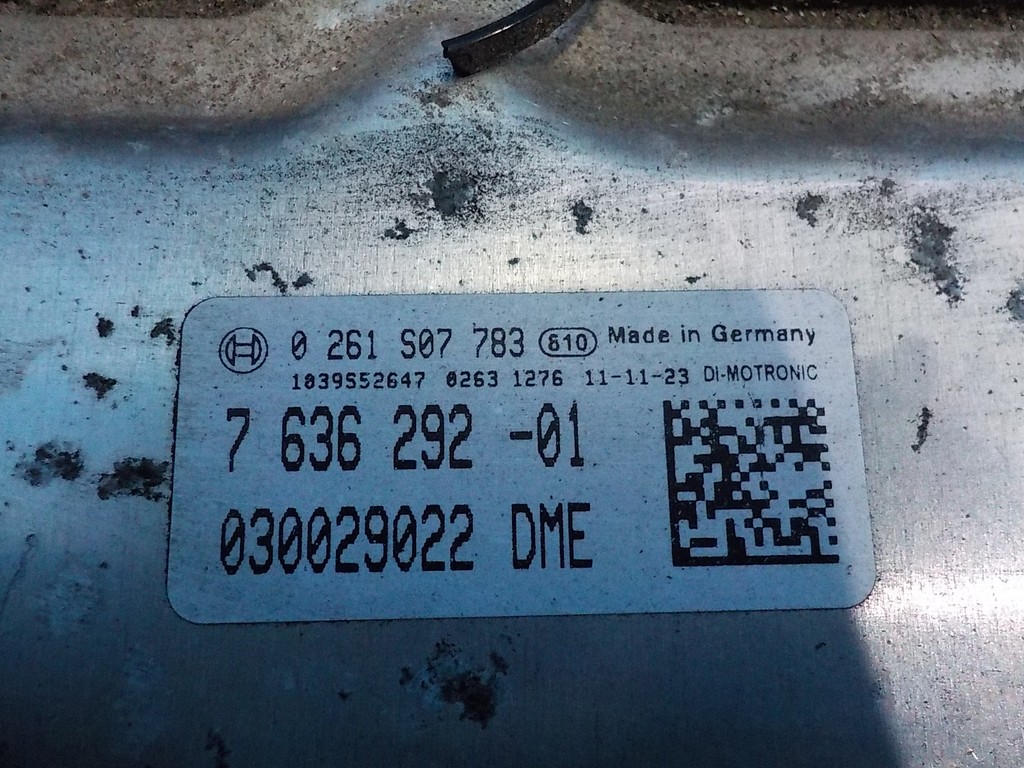 0 261 S07 783 810 Made in Germany
1039S52647 0263 1276 11-11-23 DI-MOTRONIC
7 636 292 -01
030029022 DME